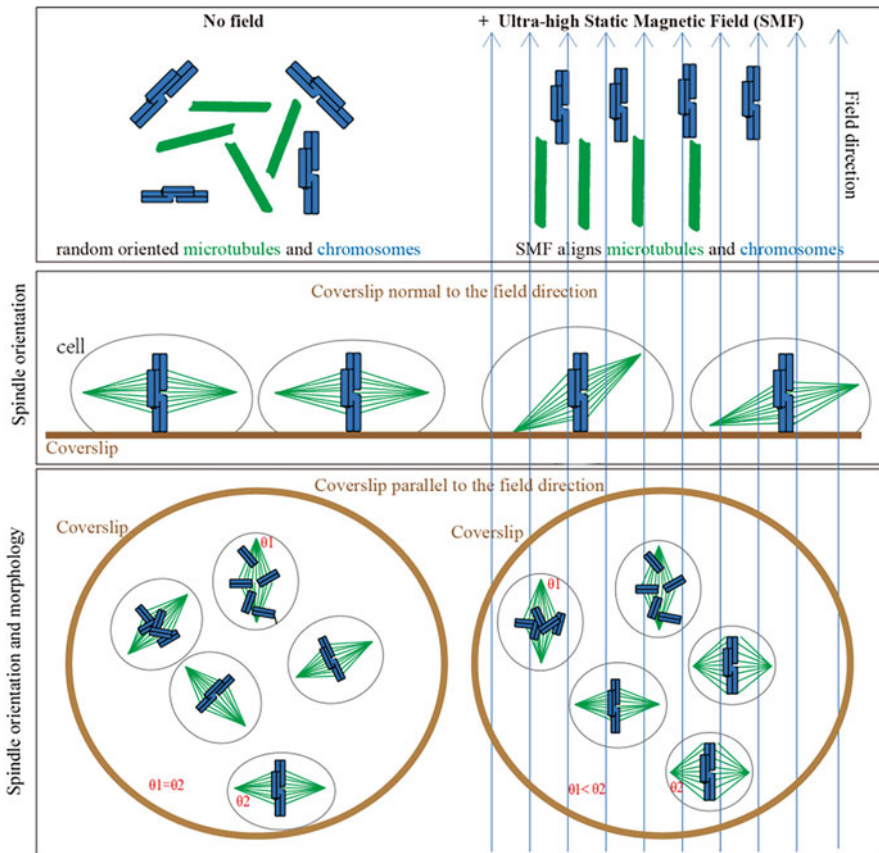 No field
+ Ultra-high Static Magnetic Field (SMF)
Field direction
random oriented microtubules and chromosomes
SMF aligns microtubules and chromosomes
Spindle orientation
Coverslip normal to the field direction
cell
Coverslip
Spindle orientation and morphology
Coverslip parallel to the field direction
Coverslip
Coverslip
θ1
θ1
θ1=θ2
θ2
θ1< θ2
θ2